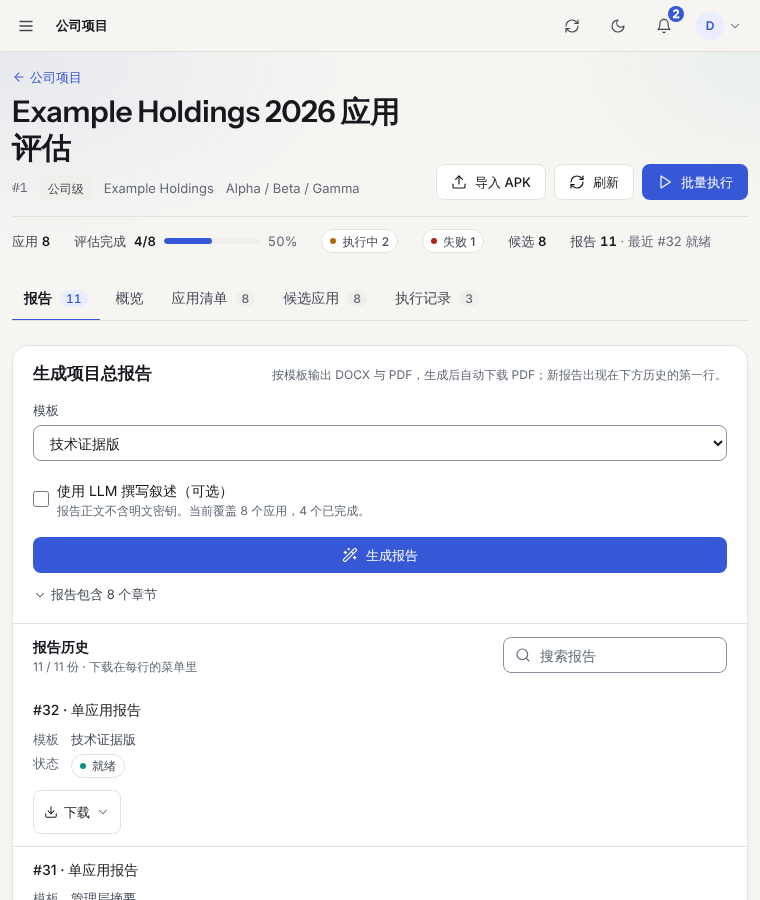 公司项目
2
D
公司项目
Example Holdings 2026 应用
评估
#1 公司级 Example Holdings Alpha / Beta / Gamma
导入 APK
刷新
批量执行
应用 8 评估完成 4/8 50% 执行中 2 失败 1 候选 8 报告 11 · 最近 #32 就绪
报告 11 概览 应用清单 8 候选应用 8 执行记录 3
生成项目总报告
按模板输出 DOCX 与 PDF，生成后自动下载 PDF；新报告出现在下方历史的第一行。
模板
技术证据版
使用 LLM 撰写叙述（可选）
报告正文不含明文密钥。当前覆盖 8 个应用，4 个已完成。
生成报告
报告包含 8 个章节
报告历史
11 / 11 份 · 下载在每行的菜单里
搜索报告
#32 · 单应用报告
模板 技术证据版
状态 就绪
下载
#31 · 单应用报告
模板 管理层摘要